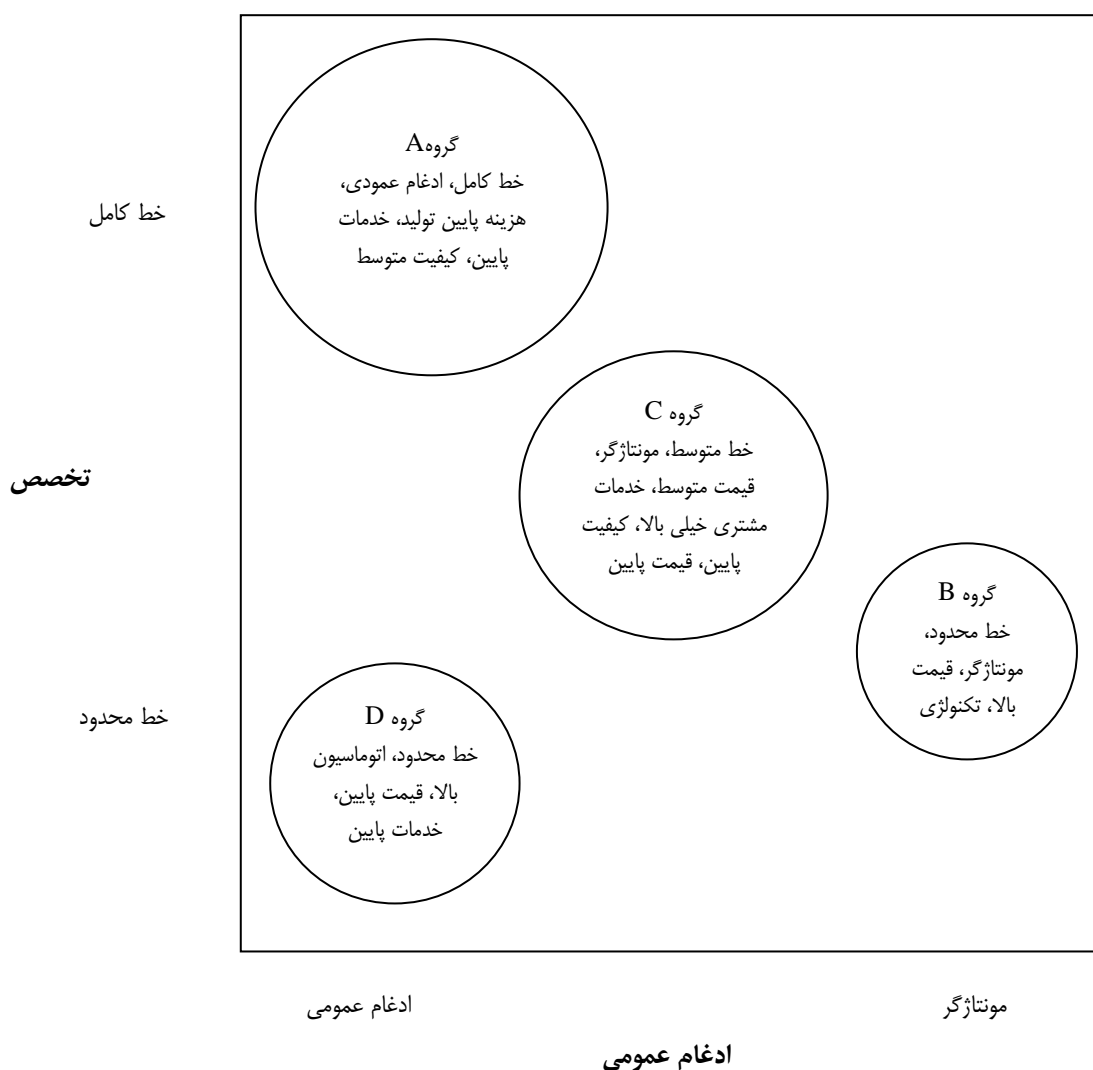 گروهA
خط کامل، ادغام عمودی،
هزینه پایین تولید، خدمات
پایین، کیفیت متوسط
خط کامل
گروه C
خط متوسط، مونتاژگر،
قیمت متوسط، خدمات
مشتری خیلی بالا، کیفیت
پایین، قیمت پایین
تخصص
گروه B
خط محدود،
مونتاژگر، قیمت
بالا، تکنولژی
گروه D
خط محدود، اتوماسیون
بالا، قیمت پایین،
خدمات پایین
خط محدود
ادغام عمومی
مونتاژگر
ادغام عمومی